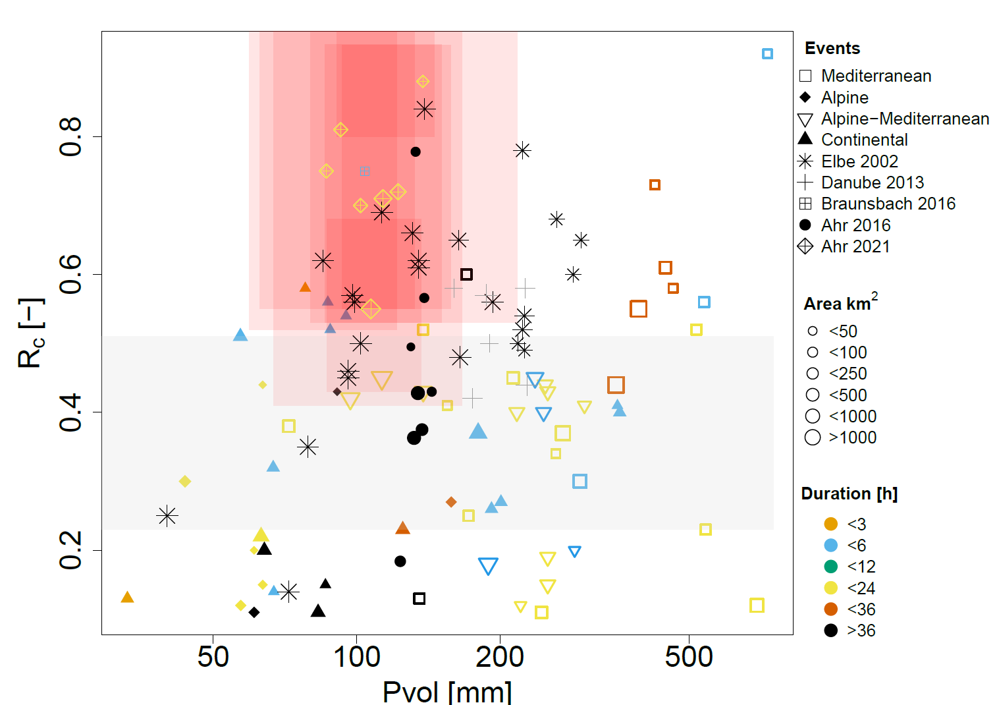 Rc [−]
0.8
0.6
0.4
0.2
50 100 200 500
Pvol [mm]
Events
Mediterranean
Alpine
Alpine−Mediterranean
Continental
Elbe 2002
Danube 2013
Braunsbach 2016
Ahr 2016
Ahr 2021
Area km2
<50
<100
<250
<500
<1000
>1000
Duration [h]
<3
<6
<12
<24
<36
>36